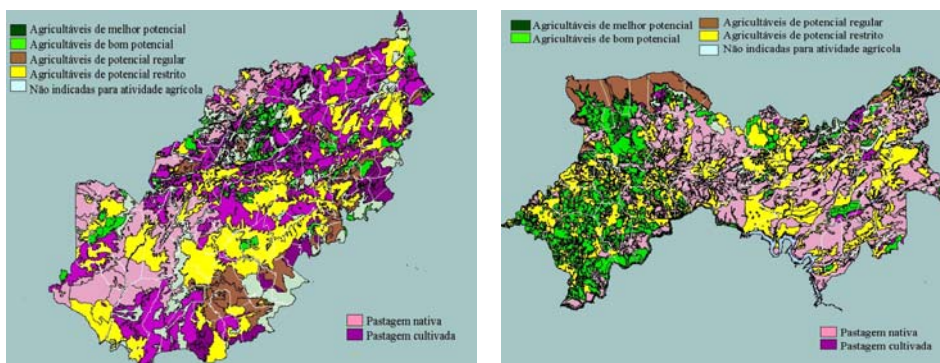 Agricultáveis de melhor potencial
Agricultáveis de bom potencial
Agricultáveis de potencial regular
Agricultáveis de potencial restrito
Não indicadas para atividade agrícola
Pastagem nativa
Pastagem cultivada
Agricultáveis de melhor potencial
Agricultáveis de bom potencial
Agricultáveis de potencial regular
Agricultáveis de potencial restrito
Não indicadas para atividade agrícola
Pastagem nativa
Pastagem cultivada